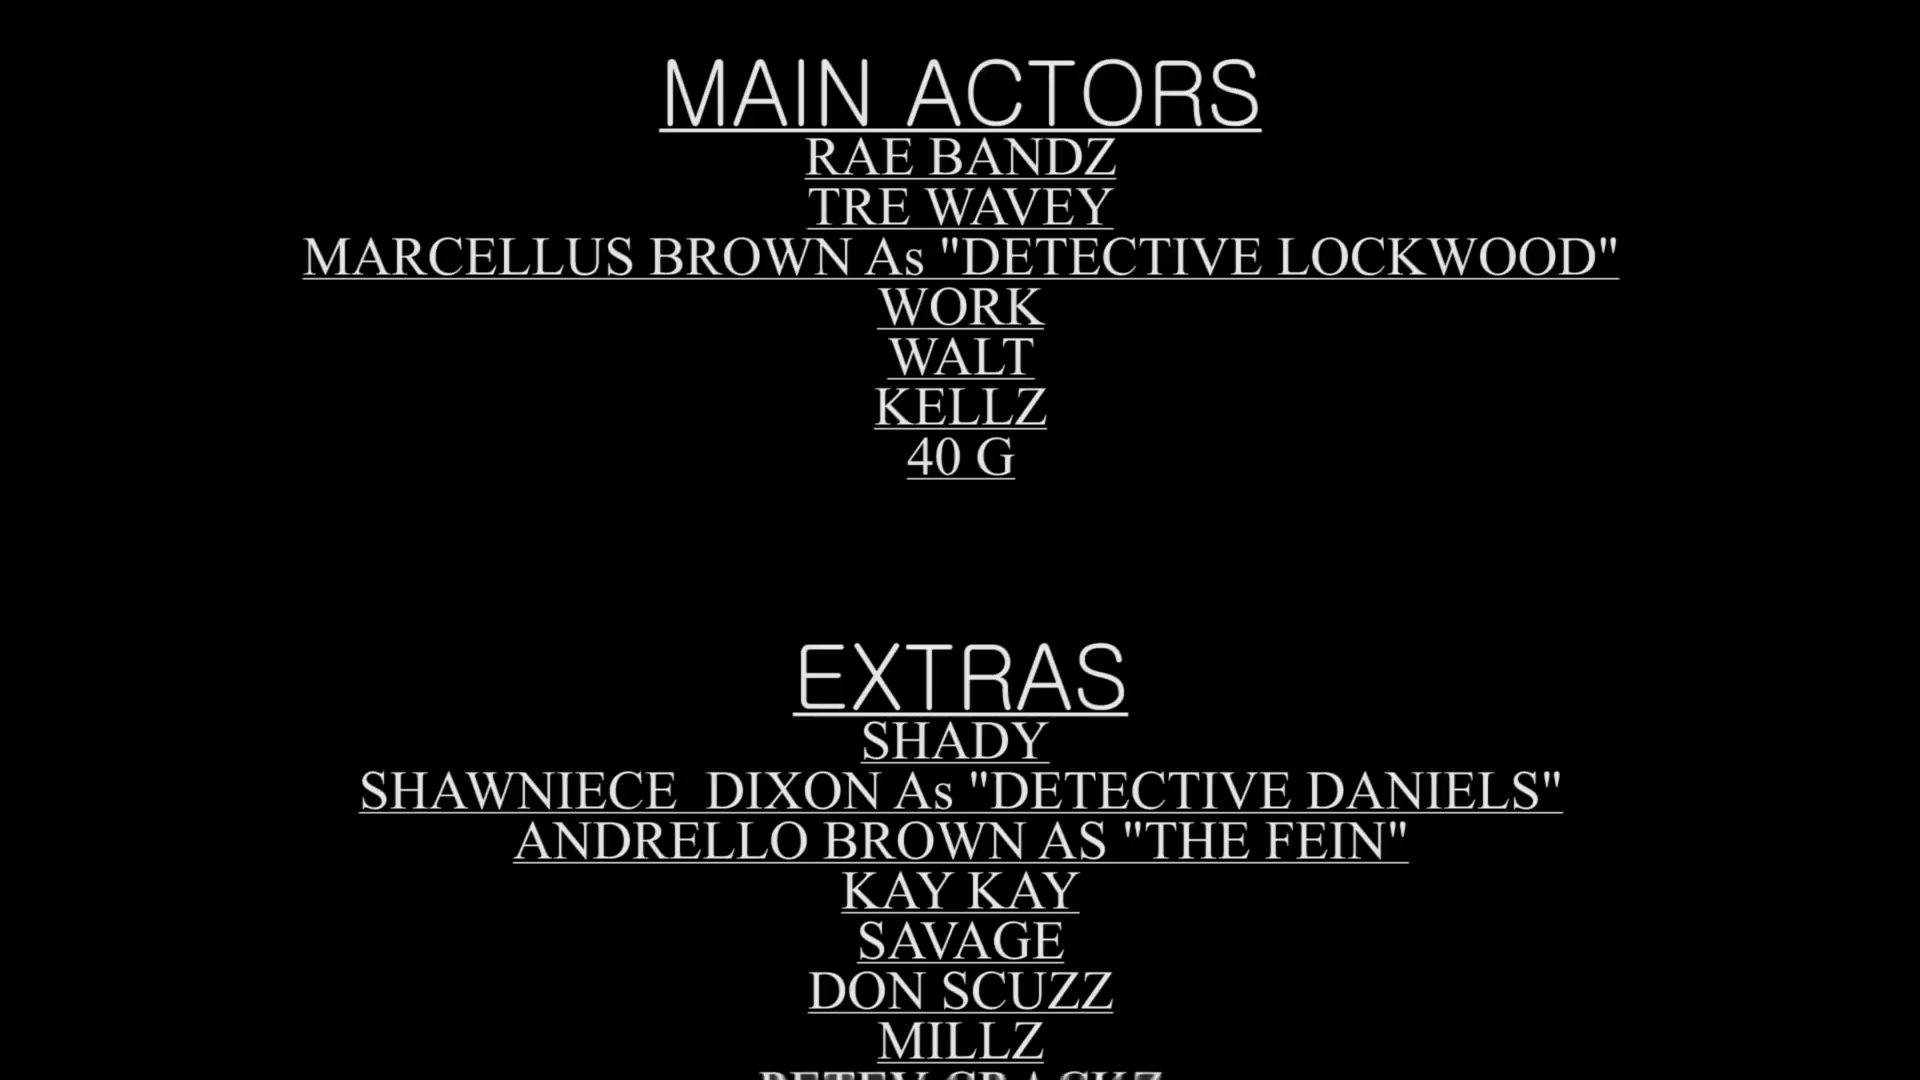 MAIN ACTORS
RAE BANDZ
TRE WAVEY
MARCELLUS BROWN As "DETECTIVE LOCKWOOD"
WORK
WALT
KELLZ
40 G
EXTRAS
SHADY
SHAWNIECE  DIXON As "DETECTIVE DANIELS"
ANDRELLO BROWN AS "THE FEIN"
KAY KAY
SAVAGE
DON SCUZZ
MILLZ